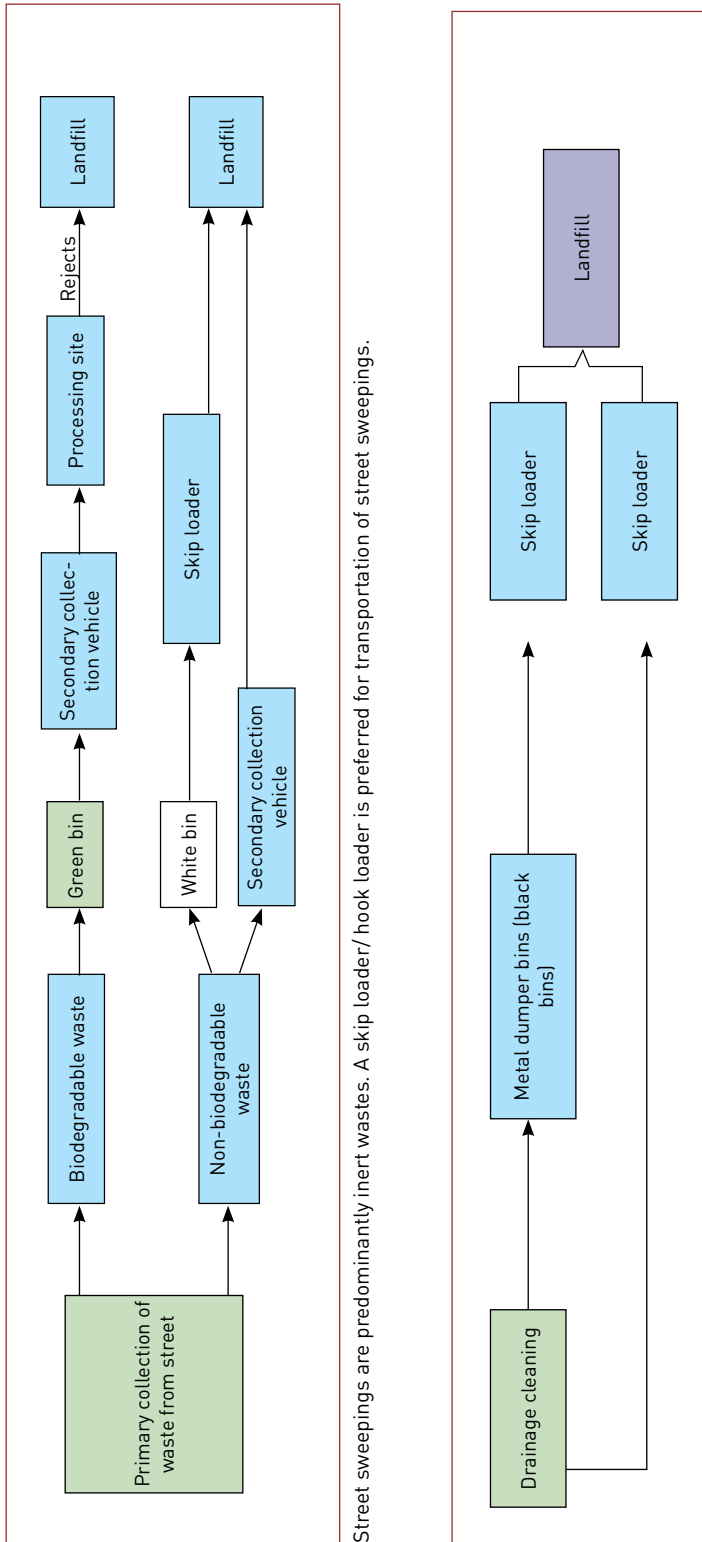 Primary collection of
waste from street
Biodegradable waste
Green bin
Secondary collec-
tion vehicle
Processing site
Rejects
Landfill
Non-biodegradable
waste
White bin
Skip loader
Landfill
Secondary collection
vehicle
Street sweepings are predominantly inert wastes. A skip loader/ hook loader is preferred for transportation of street sweepings.
Drainage cleaning
Metal dumper bins (black
bins)
Skip loader
Skip loader
Landfill